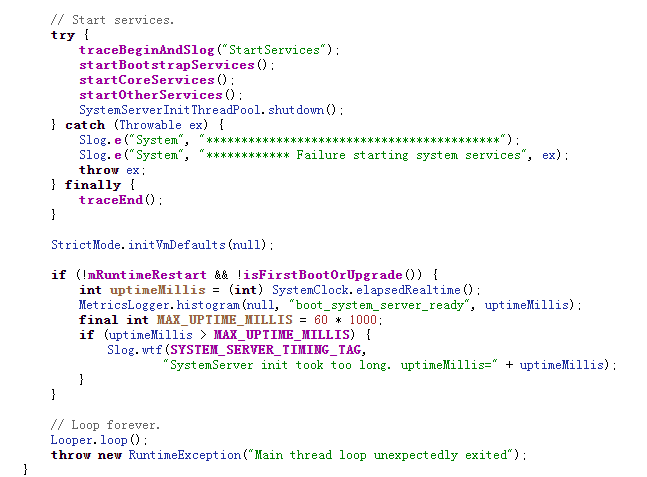 // Start services.
try {
traceBeginAndSlog("StartServices");
startBootstrapServices();
startCoreServices();
startOtherServices();
SystemServerInitThreadPool.shutdown();
} catch (Throwable ex) {
Slog.e("System", "******************************************");
Slog.e("System", "************ Failure starting system services", ex);
throw ex;
} finally {
traceEnd();
}
StrictMode.initVmDefaults(null);
if (!mRuntimeRestart && !isFirstBootOrUpgrade()) {
int uptimeMillis = (int) SystemClock.elapsedRealtime();
MetricsLogger.histogram(null, "boot_system_server_ready", uptimeMillis);
final int MAX_UPTIME_MILLIS = 60 * 1000;
if (uptimeMillis > MAX_UPTIME_MILLIS) {
Slog.wtf(SYSTEM_SERVER_TIMING_TAG,
"SystemServer init took too long. uptimeMillis=" + uptimeMillis);
}
}
// Loop forever.
Looper.loop();
throw new RuntimeException("Main thread loop unexpectedly exited");
}